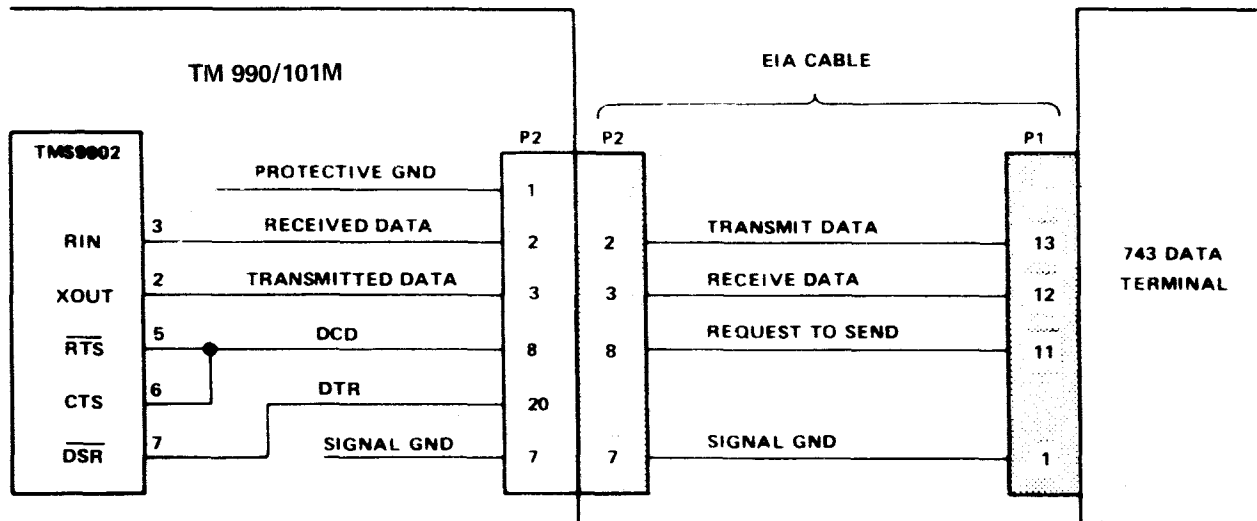 TM 990/101M
EIA CABLE
TMS9902
P2
P2
P1
PROTECTIVE GND
1
RIN
3
RECEIVED DATA
2
2
TRANSMIT DATA
13
XOUT
2
TRANSMITTED DATA
3
3
RECEIVE DATA
12
743 DATA
TERMINAL
RTS
5
DCD
8
8
REQUEST TO SEND
11
CTS
6
DTR
20
DSR
7
SIGNAL GND
7
7
SIGNAL GND
1